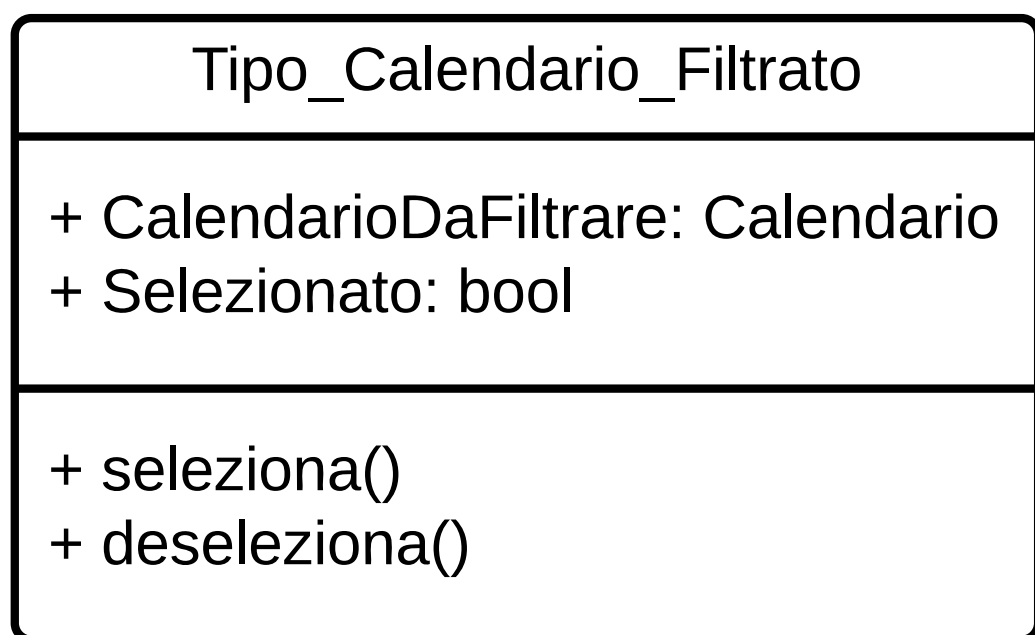 Tipo_Calendario_Filtrato
+ CalendarioDaFiltrare: Calendario
+ Selezionato: bool
+ seleziona()
+ deseleziona()